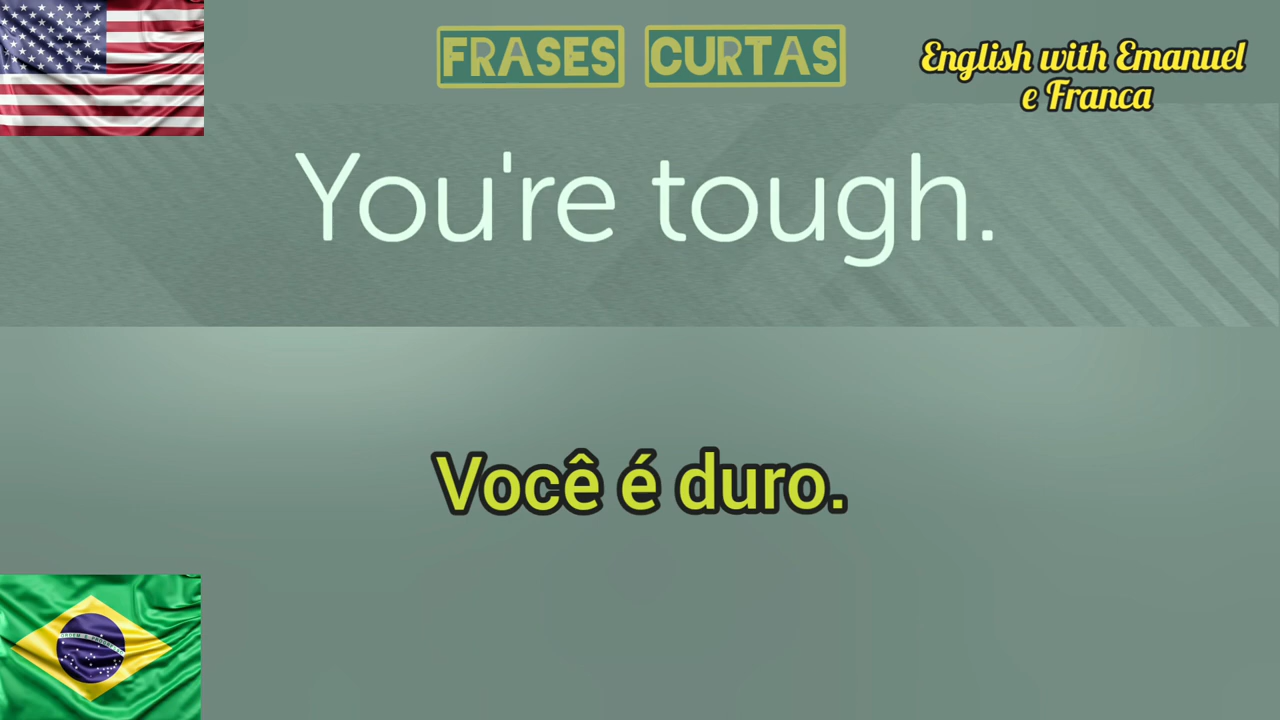 FRASES CURTAS
English with Emanuel
e Franca
You're tough.
Você é duro.